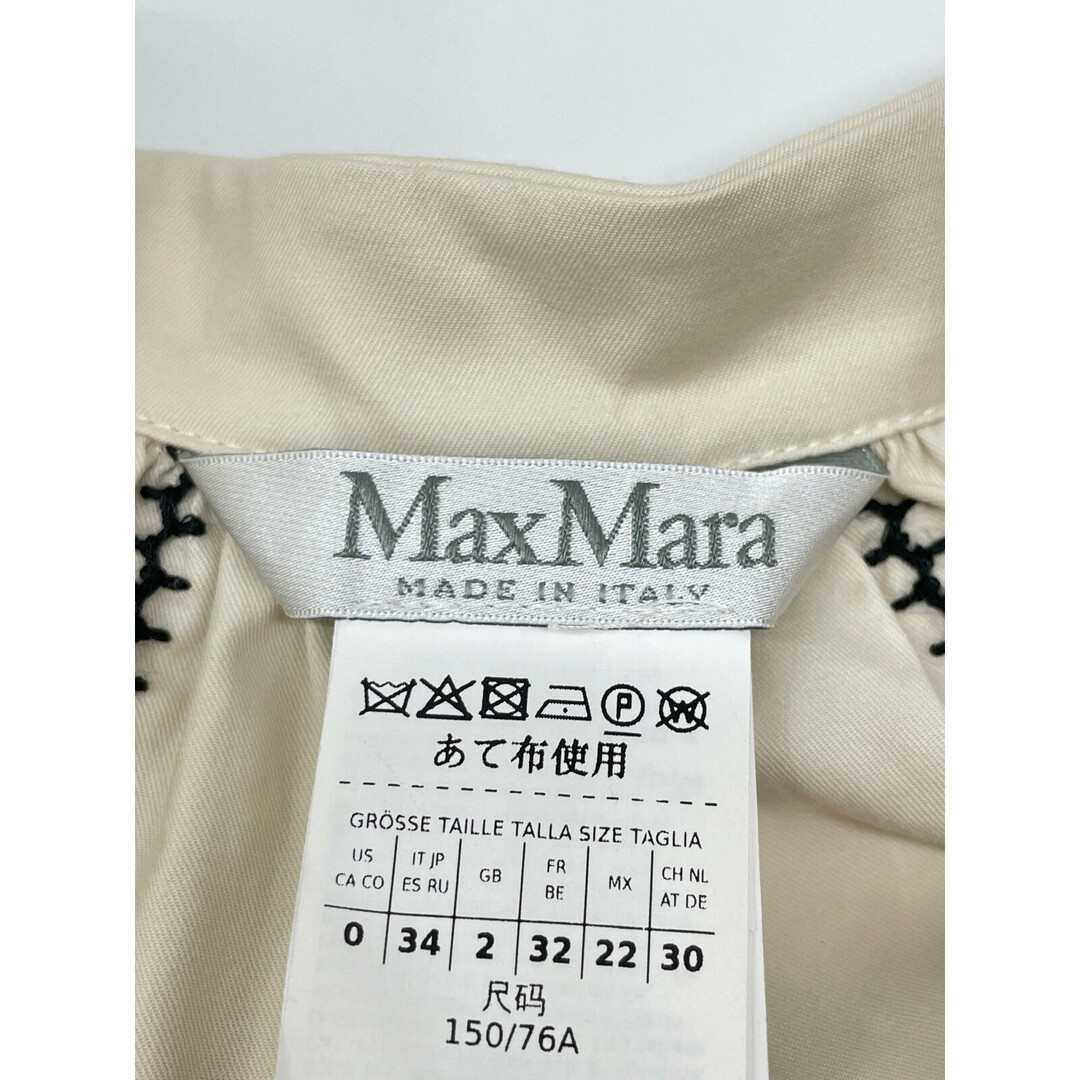 MaxMara
MADE IN ITALY
P W
あて布使用
GRÖSSE TAILLE TALLA SIZE TAGLIA
US CA CO IT JP ES RU GB FR BE MX CH NL AT DE
0 34 2 32 22 30
尺码
150/76A